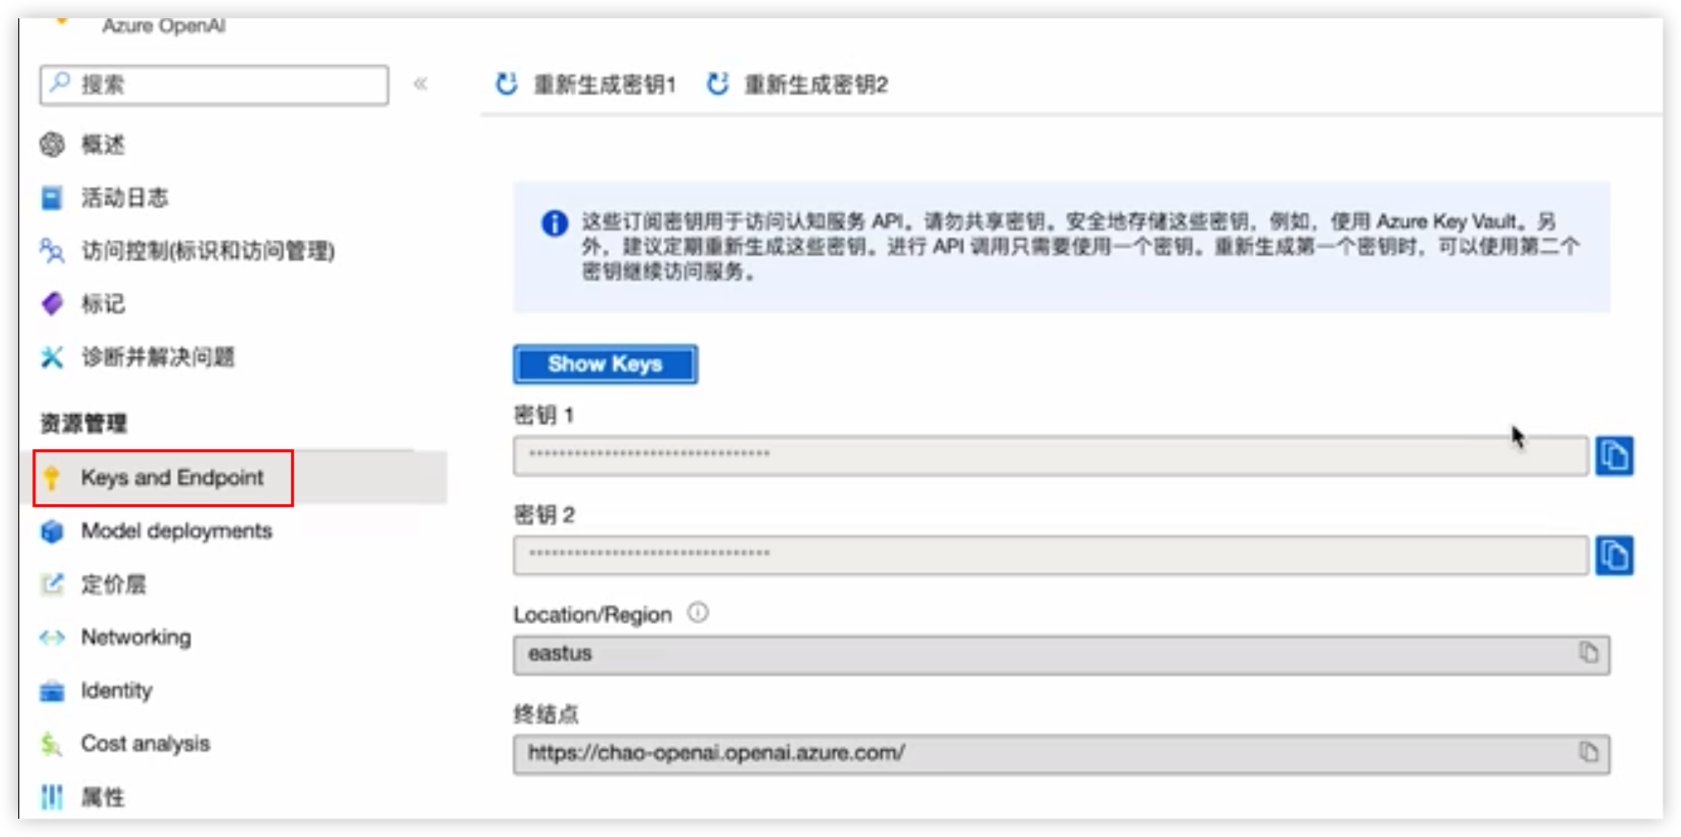 Azure OpenAI
搜索
«
重新生成密钥1 重新生成密钥2
概述
活动日志
访问控制(标识和访问管理)
标记
诊断并解决问题
资源管理
Keys and Endpoint
Model deployments
定价层
Networking
Identity
Cost analysis
属性
这些订阅密钥用于访问认知服务 API。请勿共享密钥。安全地存储这些密钥，例如，使用 Azure Key Vault。另
外，建议定期重新生成这些密钥。进行 API 调用只需要使用一个密钥。重新生成第一个密钥时，可以使用第二个
密钥继续访问服务。
Show Keys
密钥 1
密钥 2
Location/Region
eastus
终结点
https://chao-openai.openai.azure.com/